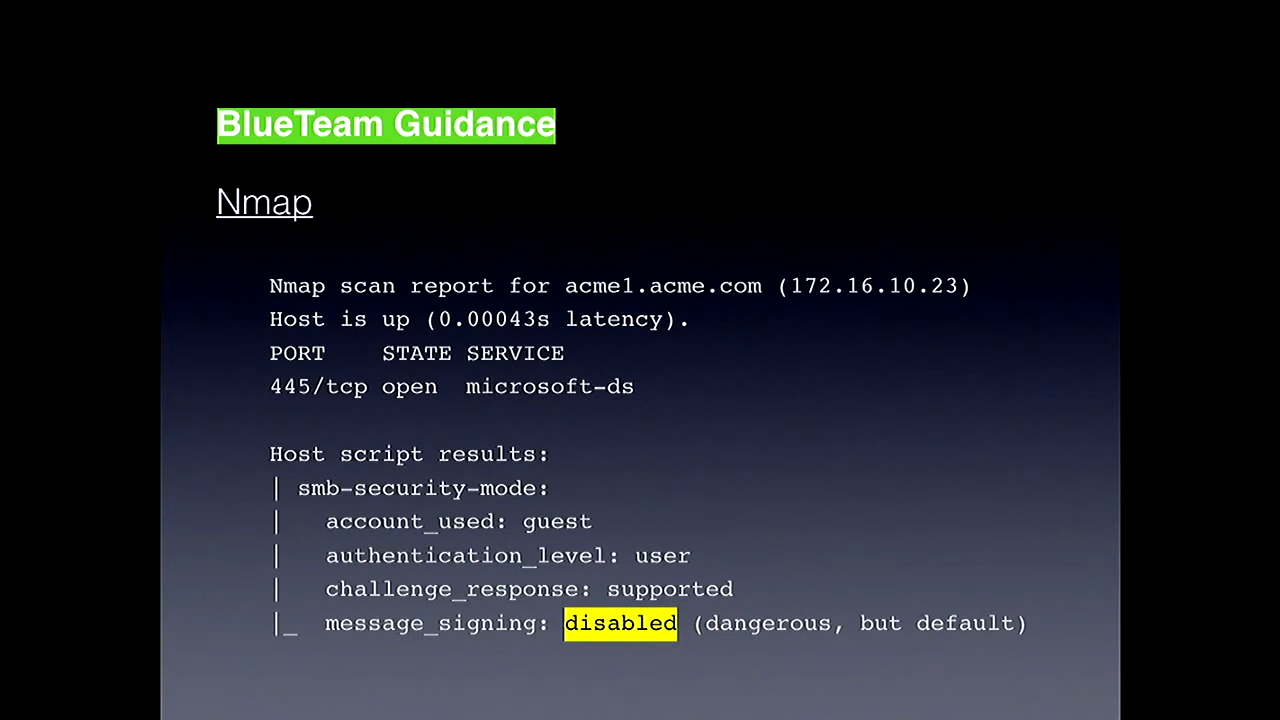 BlueTeam Guidance
Nmap
Nmap scan report for acme1.acme.com (172.16.10.23)
Host is up (0.00043s latency).
PORT    STATE SERVICE
445/tcp open  microsoft-ds
Host script results:
| smb-security-mode:
|   account_used: guest
|   authentication_level: user
|   challenge_response: supported
|_  message_signing: disabled (dangerous, but default)